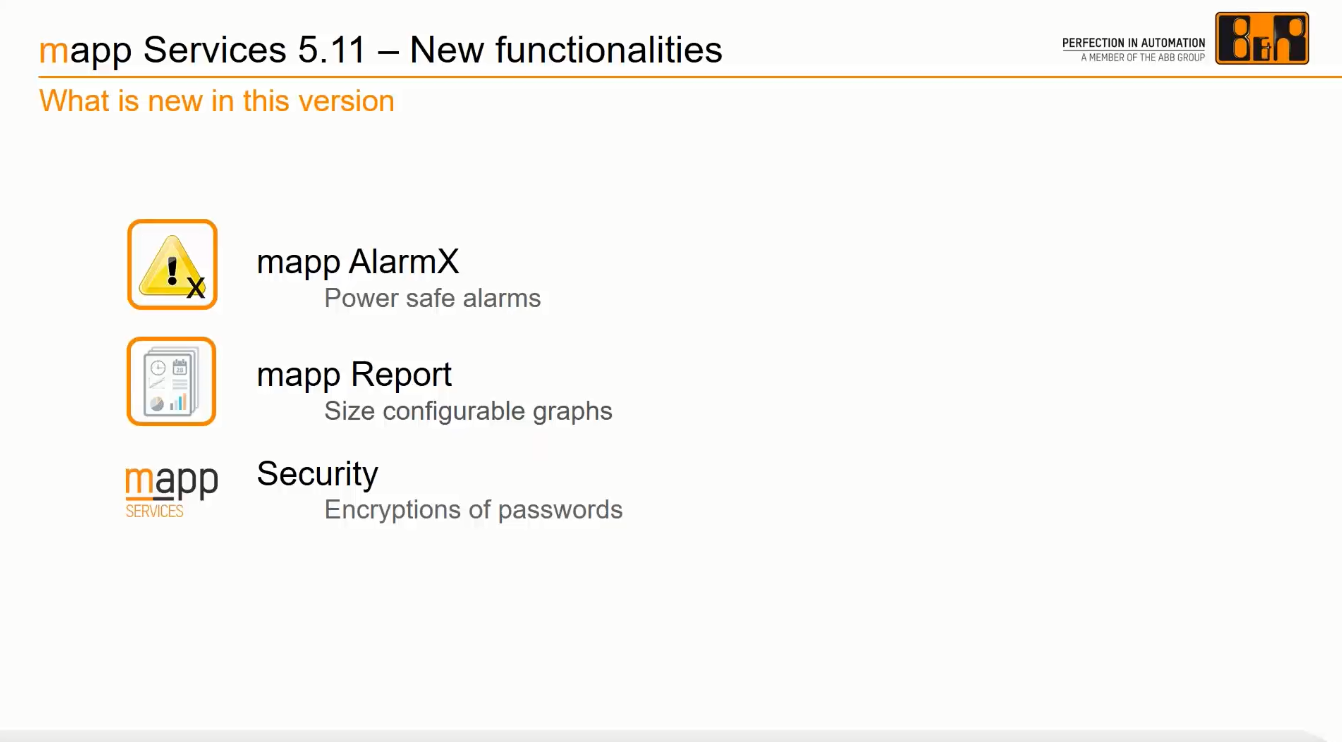 mapp Services 5.11 – New functionalities
PERFECTION IN AUTOMATION
A MEMBER OF THE ABB GROUP
B&R
What is new in this version
mapp AlarmX
Power safe alarms
mapp Report
Size configurable graphs
mapp
SERVICES
Security
Encryptions of passwords